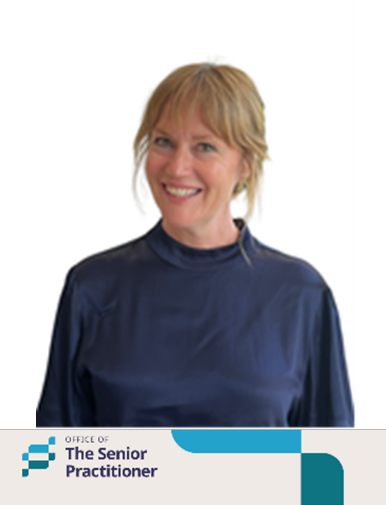 OFFICE OF
The Senior
Practitioner